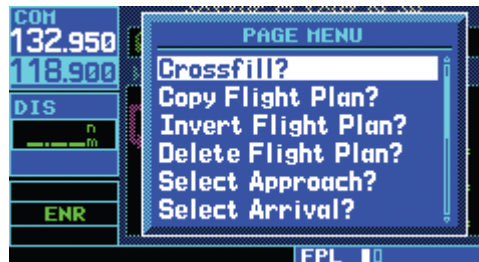 COM
132.950
118.900
DIS
n
m
ENR
PAGE MENU
Crossfill?
Copy Flight Plan?
Invert Flight Plan?
Delete Flight Plan?
Select Approach?
Select Arrival?
FPL